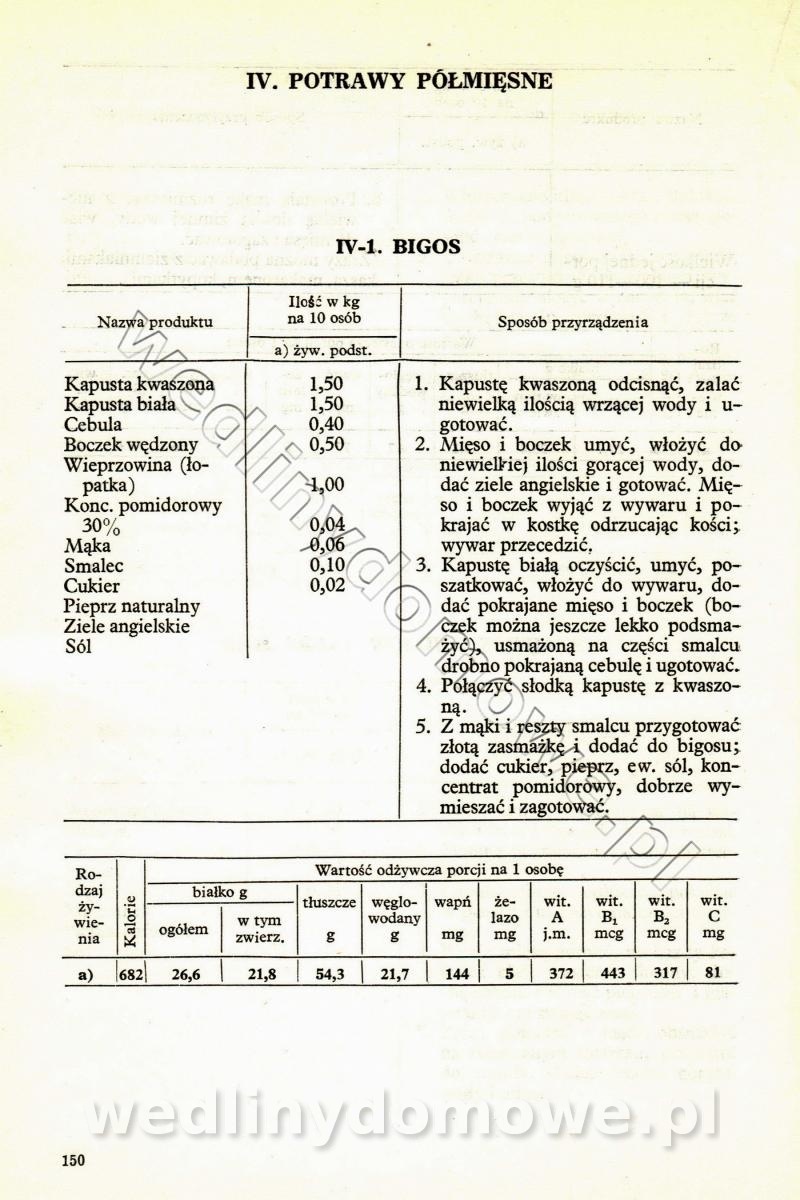 IV. POTRAWY PÓŁMIĘSNE
IV-1. BIGOS
Nazwa produktu
Ilość w kg
na 10 osób
a) żyw. podst.
Sposób przyrządzenia
Kapusta kwaszona 1,50
Kapusta biała 1,50
Cebula 0,40
Boczek wędzony 0,50
Wieprzowina (ło-
patka) 1,00
Konc. pomidorowy
30% 0,04
Mąka 0,06
Smalec 0,10
Cukier 0,02
Pieprz naturalny
Ziele angielskie
Sól
1. Kapustę kwaszoną odcisnąć, zalać
niewielką ilością wrzącej wody i u-
gotować.
2. Mięso i boczek umyć, włożyć do
niewielkiej ilości gorącej wody, do-
dać ziele angielskie i gotować. Mię-
so i boczek wyjąć z wywaru i po-
krajać w kostkę odrzucając kości;
wywar przecedzić.
3. Kapustę białą oczyścić, umyć, po-
szatkować, włożyć do wywaru, do-
dać pokrajane mięso i boczek (bo-
czek można jeszcze lekko podsma-
żyć), usmażoną na części smalcu
drobno pokrajaną cebulę i ugotować.
4. Połączyć słodką kapustę z kwaszo-
ną.
5. Z mąki i reszty smalcu przygotować
złotą zasmażkę i dodać do bigosu;
dodać cukier, pieprz, ew. sól, kon-
centrat pomidorowy, dobrze wy-
mieszać i zagotować.
Ro-
dzaj
ży-
wie-
nia
Kalorie
Wartość odżywcza porcji na 1 osobę
białko g
ogółem
w tym
zwierz.
tłuszcze
g
węglo-
wodany
g
wapń
mg
że-
lazo
mg
wit.
A
j.m.
wit.
B₁
mcg
wit.
B₂
mcg
wit.
C
mg
a) 682 26,6 21,8 54,3 21,7 144 5 372 443 317 81
wedlinydomowe.pl
wedlinydomowe.pl
150